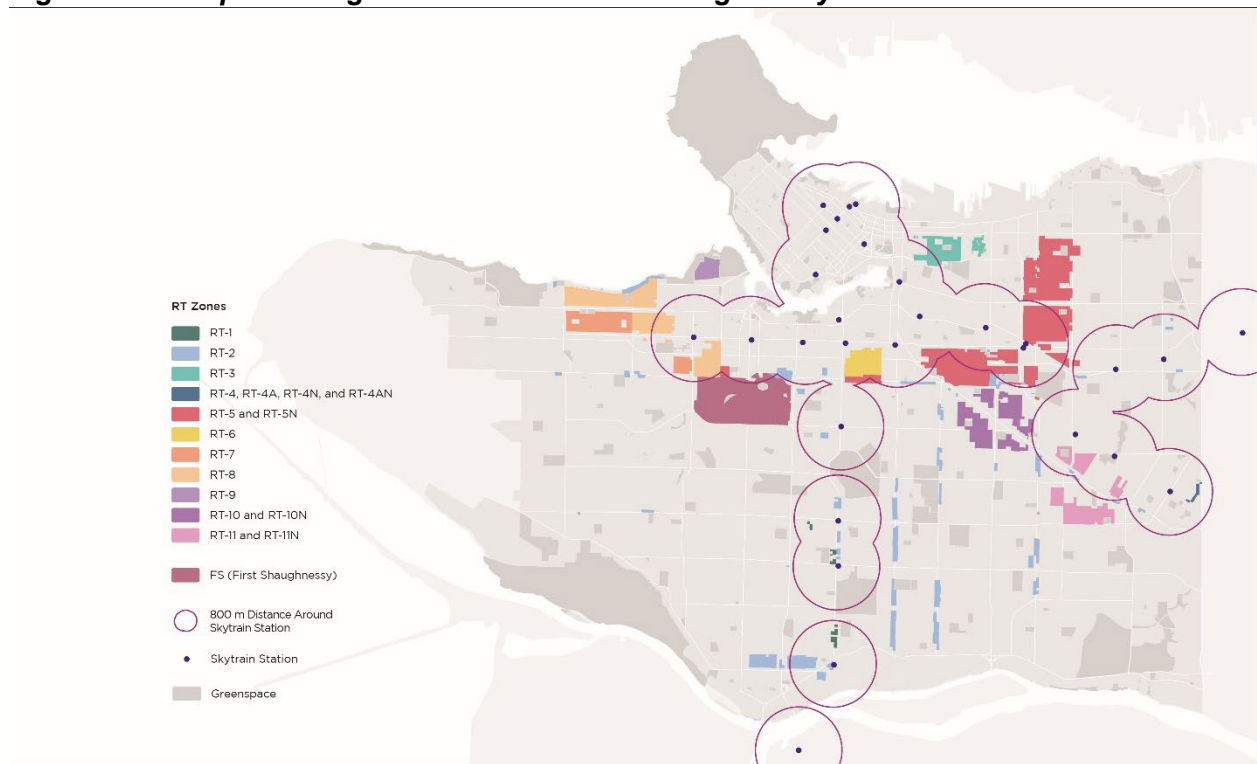 RT Zones
RT-1
RT-2
RT-3
RT-4, RT-4A, RT-4N, and RT-4AN
RT-5 and RT-5N
RT-6
RT-7
RT-8
RT-9
RT-10 and RT-10N
RT-11 and RT-11N
FS (First Shaughnessy)
800 m Distance Around
Skytrain Station
Skytrain Station
Greenspace